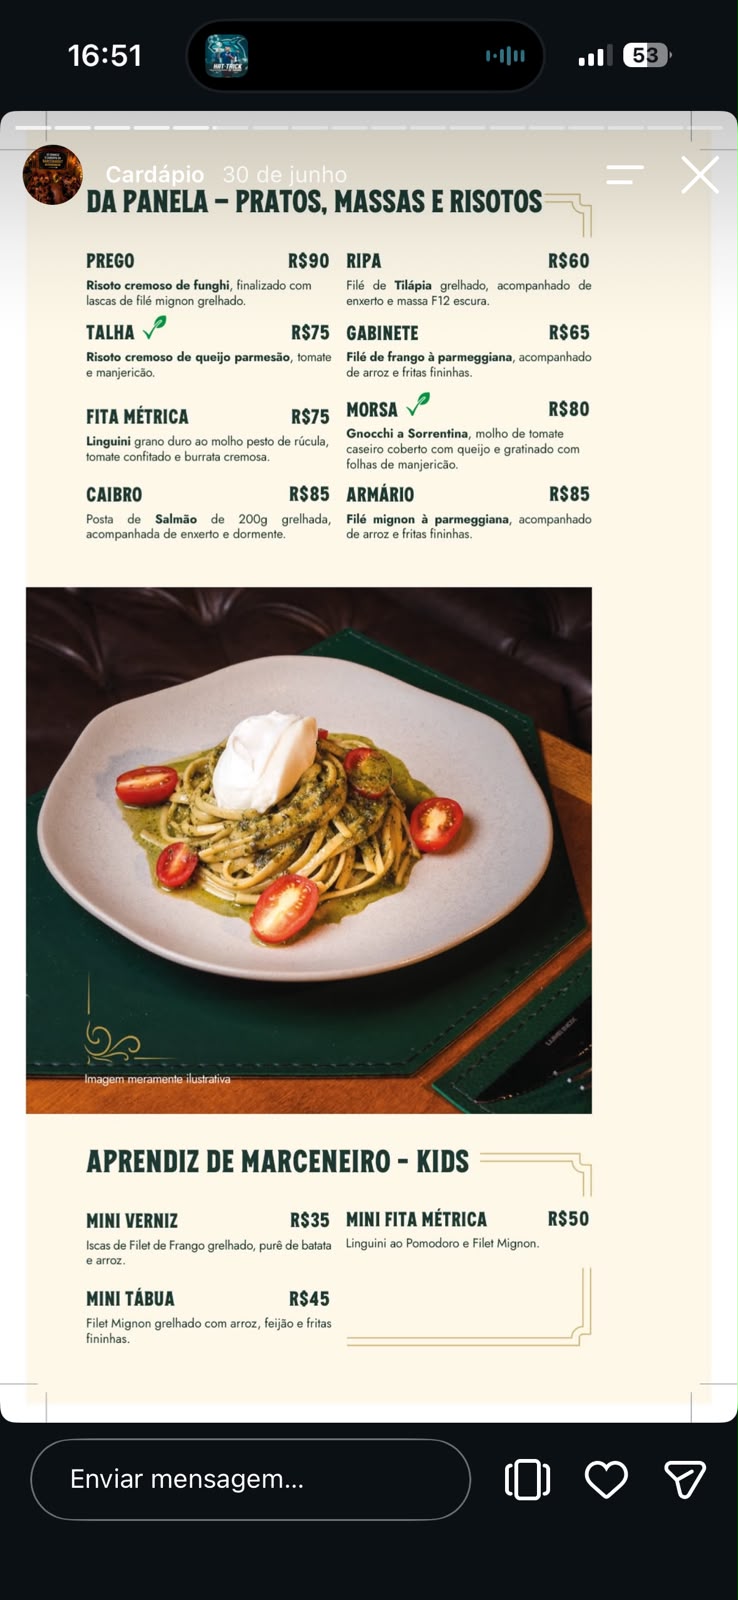 16:51
HAT-TRICK
53
Cardápio 30 de junho
DA PANELA – PRATOS, MASSAS E RISOTOS
PREGO R$90
Risoto cremoso de funghi, finalizado com
lascas de filé mignon grelhado.
TALHA R$75
Risoto cremoso de queijo parmesão, tomate
e manjericão.
FITA MÉTRICA R$75
Linguini grano duro ao molho pesto de rúcula,
tomate confitado e burrata cremosa.
CAIBRO R$85
Posta de Salmão de 200g grelhada,
acompanhada de enxerto e dormente.
RIPA R$60
Filé de Tilápia grelhado, acompanhado de
enxerto e massa F12 escura.
GABINETE R$65
Filé de frango à parmeggiana, acompanhado
de arroz e fritas fininhas.
MORSA R$80
Gnocchi a Sorrentina, molho de tomate
caseiro coberto com queijo e gratinado com
folhas de manjericão.
ARMÁRIO R$85
Filé mignon à parmeggiana, acompanhado
de arroz e fritas fininhas.
Imagem meramente ilustrativa
APRENDIZ DE MARCENEIRO - KIDS
MINI VERNIZ R$35
Iscas de Filet de Frango grelhado, purê de batata
e arroz.
MINI TÁBUA R$45
Filet Mignon grelhado com arroz, feijão e fritas
fininhas.
MINI FITA MÉTRICA R$50
Linguini ao Pomodoro e Filet Mignon.
Enviar mensagem...